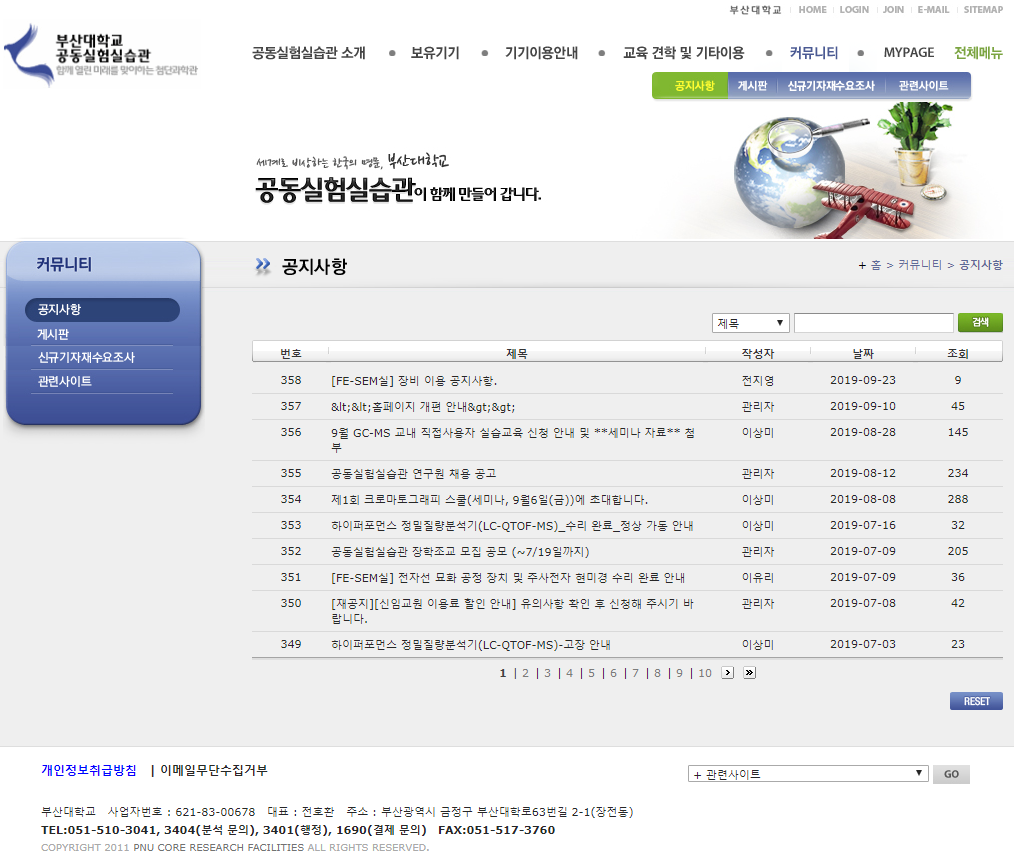 부산대학교 HOME LOGIN JOIN E-MAIL SITEMAP
부산대학교
공동실험실습관
함께 열린 미래를 맞이하는 첨단과학관
공동실험실습관 소개 보유기기 기기이용안내 교육 견학 및 기타이용 커뮤니티 MYPAGE 전체메뉴
공지사항 게시판 신규기자재수요조사 관련사이트
세계로 비상하는 한국의 명문, 부산대학교
공동실험실습관이 함께 만들어 갑니다.
커뮤니티
공지사항
게시판
신규기자재수요조사
관련사이트
공지사항
+ 홈 > 커뮤니티 > 공지사항
제목 ▼ 검색
번호 제목 작성자 날짜 조회
358 [FE-SEM실] 장비 이용 공지사항. 전지영 2019-09-23 9
357 &lt;&lt;홈페이지 개편 안내&gt;&gt; 관리자 2019-09-10 45
356 9월 GC-MS 교내 직접사용자 실습교육 신청 안내 및 **세미나 자료** 첨
부 이상미 2019-08-28 145
355 공동실험실습관 연구원 채용 공고 관리자 2019-08-12 234
354 제1회 크로마토그래피 스쿨(세미나, 9월6일(금))에 초대합니다. 이상미 2019-08-08 288
353 하이퍼포먼스 정밀질량분석기(LC-QTOF-MS)_수리 완료_정상 가동 안내 이상미 2019-07-16 32
352 공동실험실습관 장학조교 모집 공모 (~7/19일까지) 관리자 2019-07-09 205
351 [FE-SEM실] 전자선 묘화 공정 장치 및 주사전자 현미경 수리 완료 안내 이유리 2019-07-09 36
350 [재공지][신임교원 이용료 할인 안내] 유의사항 확인 후 신청해 주시기 바
랍니다. 관리자 2019-07-08 42
349 하이퍼포먼스 정밀질량분석기(LC-QTOF-MS)-고장 안내 이상미 2019-07-03 23
1 | 2 | 3 | 4 | 5 | 6 | 7 | 8 | 9 | 10
RESET
개인정보취급방침 | 이메일무단수집거부
+ 관련사이트 ▼ GO
부산대학교 사업자번호 : 621-83-00678 대표 : 전호환 주소 : 부산광역시 금정구 부산대학로63번길 2-1(장전동)
TEL:051-510-3041, 3404(분석 문의), 3401(행정), 1690(결제 문의) FAX:051-517-3760
COPYRIGHT 2011 PNU CORE RESEARCH FACILITIES ALL RIGHTS RESERVED.